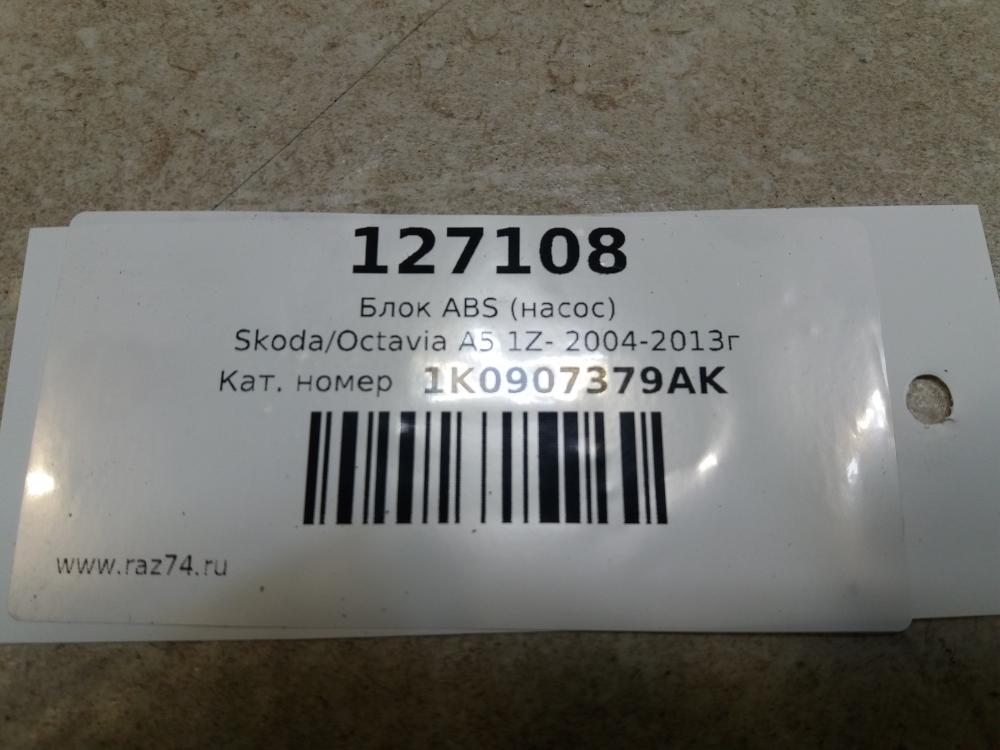 127108
Блок ABS (насос)
Skoda/Octavia A5 1Z- 2004-2013г
Кат. номер 1K0907379AK
www.raz74.ru